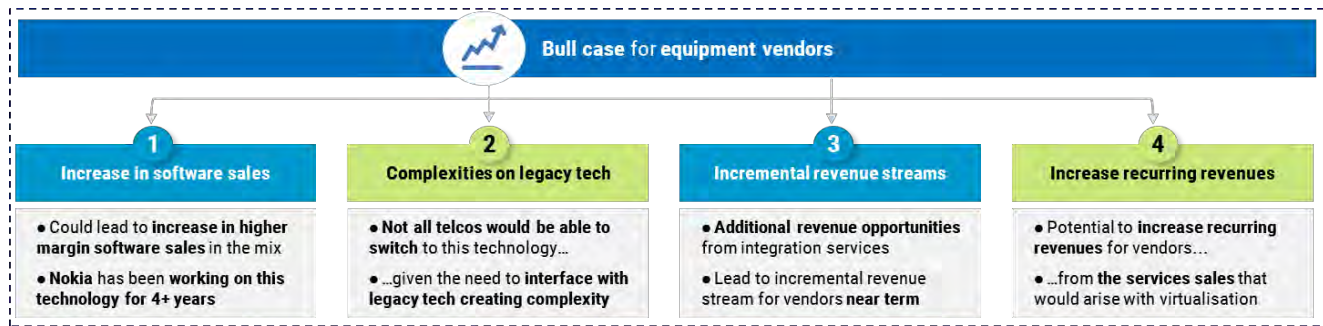 Bull case for equipment vendors
1
Increase in software sales
● Could lead to increase in higher
margin software sales in the mix
● Nokia has been working on this
technology for 4+ years
2
Complexities on legacy tech
● Not all telcos would be able to
switch to this technology…
● …given the need to interface with
legacy tech creating complexity
3
Incremental revenue streams
● Additional revenue opportunities
from integration services
● Lead to incremental revenue
stream for vendors near term
4
Increase recurring revenues
● Potential to increase recurring
revenues for vendors…
● …from the services sales that
would arise with virtualisation